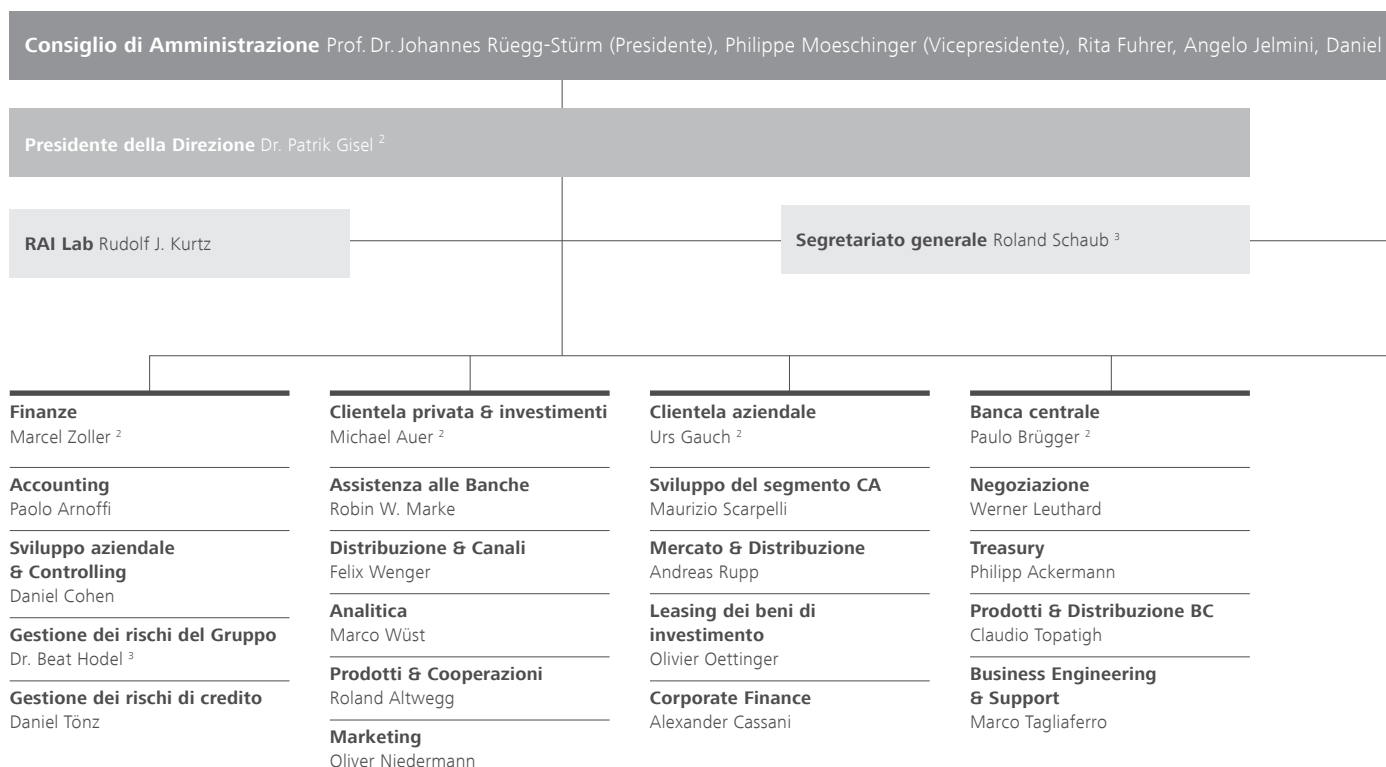 Consiglio di Amministrazione Prof. Dr. Johannes Rüegg-Stürm (Presidente), Philippe Moeschinger (Vicepresidente), Rita Fuhrer, Angelo Jelmini, Daniel
Presidente della Direzione Dr. Patrik Gisel ²
RAI Lab Rudolf J. Kurtz
Segretariato generale Roland Schaub ³
Finanze
Marcel Zoller ²
Accounting
Paolo Arnoffi
Sviluppo aziendale
& Controlling
Daniel Cohen
Gestione dei rischi del Gruppo
Dr. Beat Hodel ³
Gestione dei rischi di credito
Daniel Tönz
Clientela privata & investimenti
Michael Auer ²
Assistenza alle Banche
Robin W. Marke
Distribuzione & Canali
Felix Wenger
Analitica
Marco Wüst
Prodotti & Cooperazioni
Roland Altwegg
Marketing
Oliver Niedermann
Clientela aziendale
Urs Gauch ²
Sviluppo del segmento CA
Maurizio Scarpelli
Mercato & Distribuzione
Andreas Rupp
Leasing dei beni di
investimento
Olivier Oettinger
Corporate Finance
Alexander Cassani
Banca centrale
Paulo Brügger ²
Negoziazione
Werner Leuthard
Treasury
Philipp Ackermann
Prodotti & Distribuzione BC
Claudio Topatigh
Business Engineering
& Support
Marco Tagliaferro